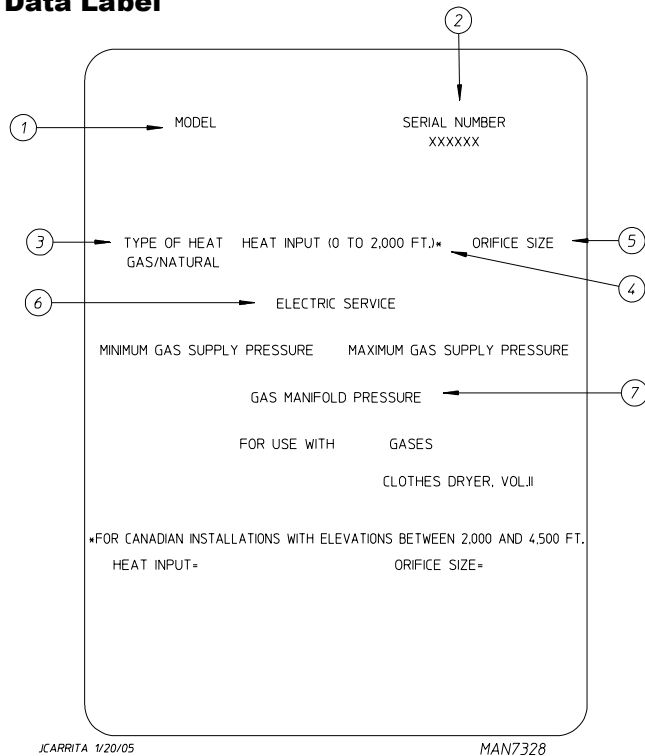 Data Label
2
1
MODEL
SERIAL NUMBER
XXXXXX
3
TYPE OF HEAT
GAS/NATURAL
HEAT INPUT (0 TO 2,000 FT.)*
ORIFICE SIZE
5
4
6
ELECTRIC SERVICE
MINIMUM GAS SUPPLY PRESSURE
MAXIMUM GAS SUPPLY PRESSURE
GAS MANIFOLD PRESSURE
7
FOR USE WITH GASES
CLOTHES DRYER, VOL.II
*FOR CANADIAN INSTALLATIONS WITH ELEVATIONS BETWEEN 2,000 AND 4,500 FT.
HEAT INPUT= ORIFICE SIZE=
JCARRITA 1/20/05
MAN7328